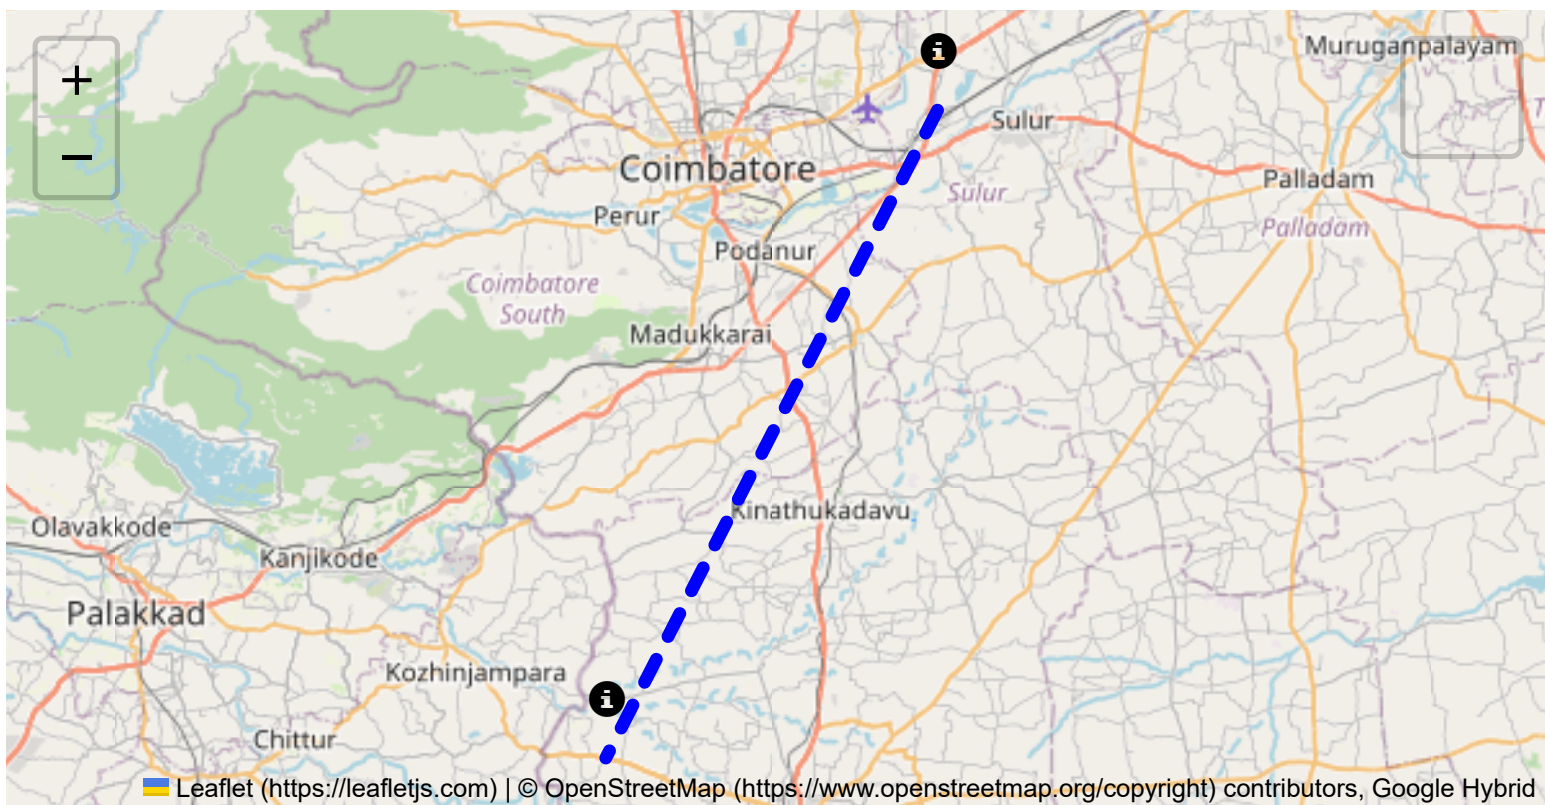 +
−
i
Muruganpalayam
T
Sulur
Coimbatore
Palladam
Sulur
Perur
Palladam
Podanur
Coimbatore
South
Madukkarai
Kinathukadavu
Olavakkode
Kanjikode
Palakkad
Kozhinjampara
i
Chittur
Leaflet (https://leafletjs.com) | © OpenStreetMap (https://www.openstreetmap.org/copyright) contributors, Google Hybrid